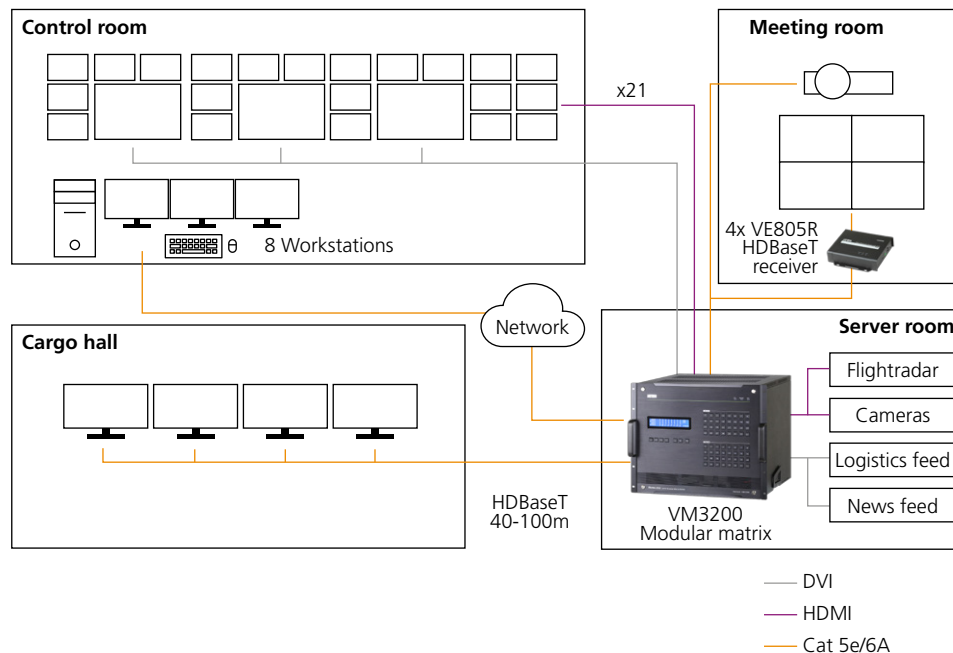 Control room
x21
8 Workstations
Meeting room
4x VE805R
HDBaseT
receiver
Network
Cargo hall
HDBaseT
40-100m
Server room
Flightradar
Cameras
Logistics feed
News feed
VM3200
Modular matrix
DVI
HDMI
Cat 5e/6A